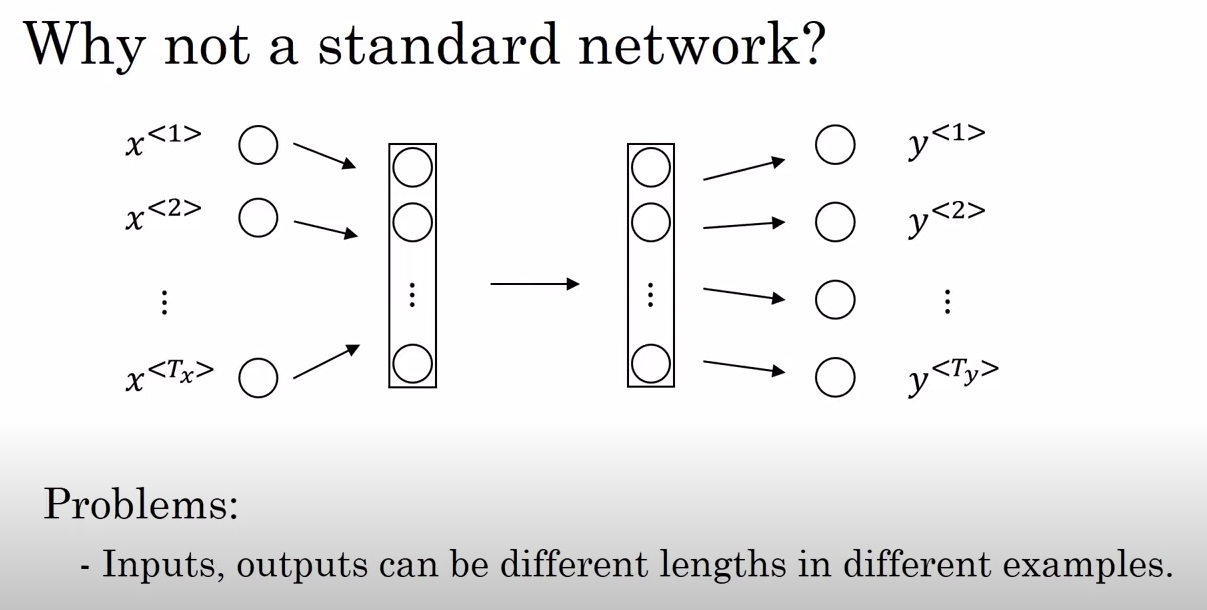 Why not a standard network?
x<1> y<1>
x<2> y<2>
⋮ ⋮ ⋮ ⋮
x<Tx> y<Ty>
Problems:
- Inputs, outputs can be different lengths in different examples.